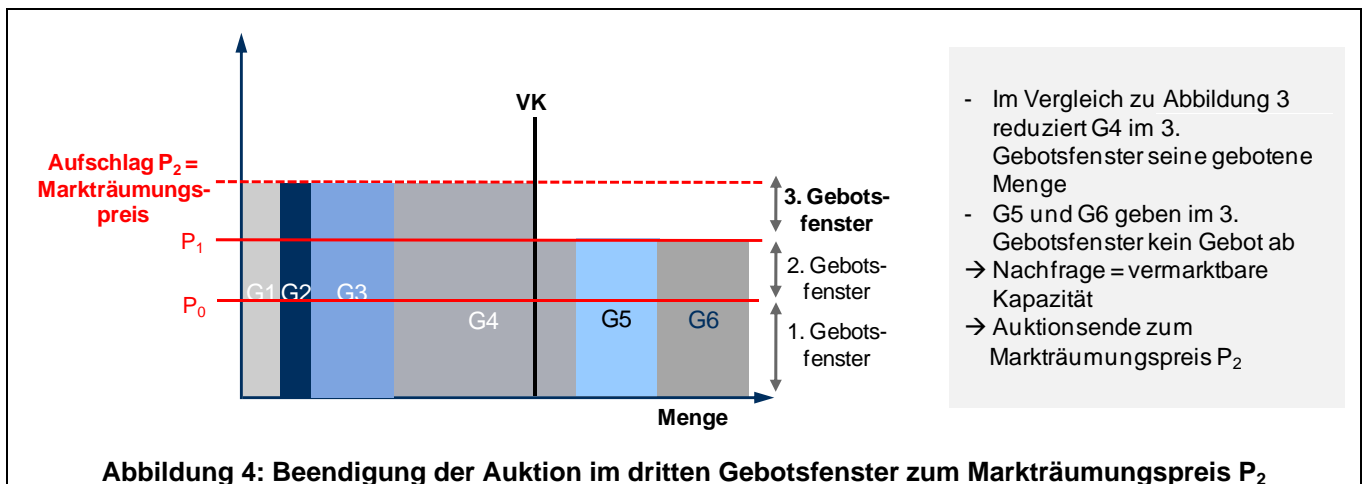 VK
Aufschlag P₂ =
Markträumungs-
preis
P₁
P₀
G1
G2
G3
G4
G5
G6
3. Gebots-
fenster
2. Gebots-
fenster
1. Gebots-
fenster
Menge
- Im Vergleich zu Abbildung 3
reduziert G4 im 3.
Gebotsfenster seine gebotene
Menge
- G5 und G6 geben im 3.
Gebotsfenster kein Gebot ab
→ Nachfrage = vermarktbare
Kapazität
→ Auktionsende zum
Markträumungspreis P₂
Abbildung 4: Beendigung der Auktion im dritten Gebotsfenster zum Markträumungspreis P₂